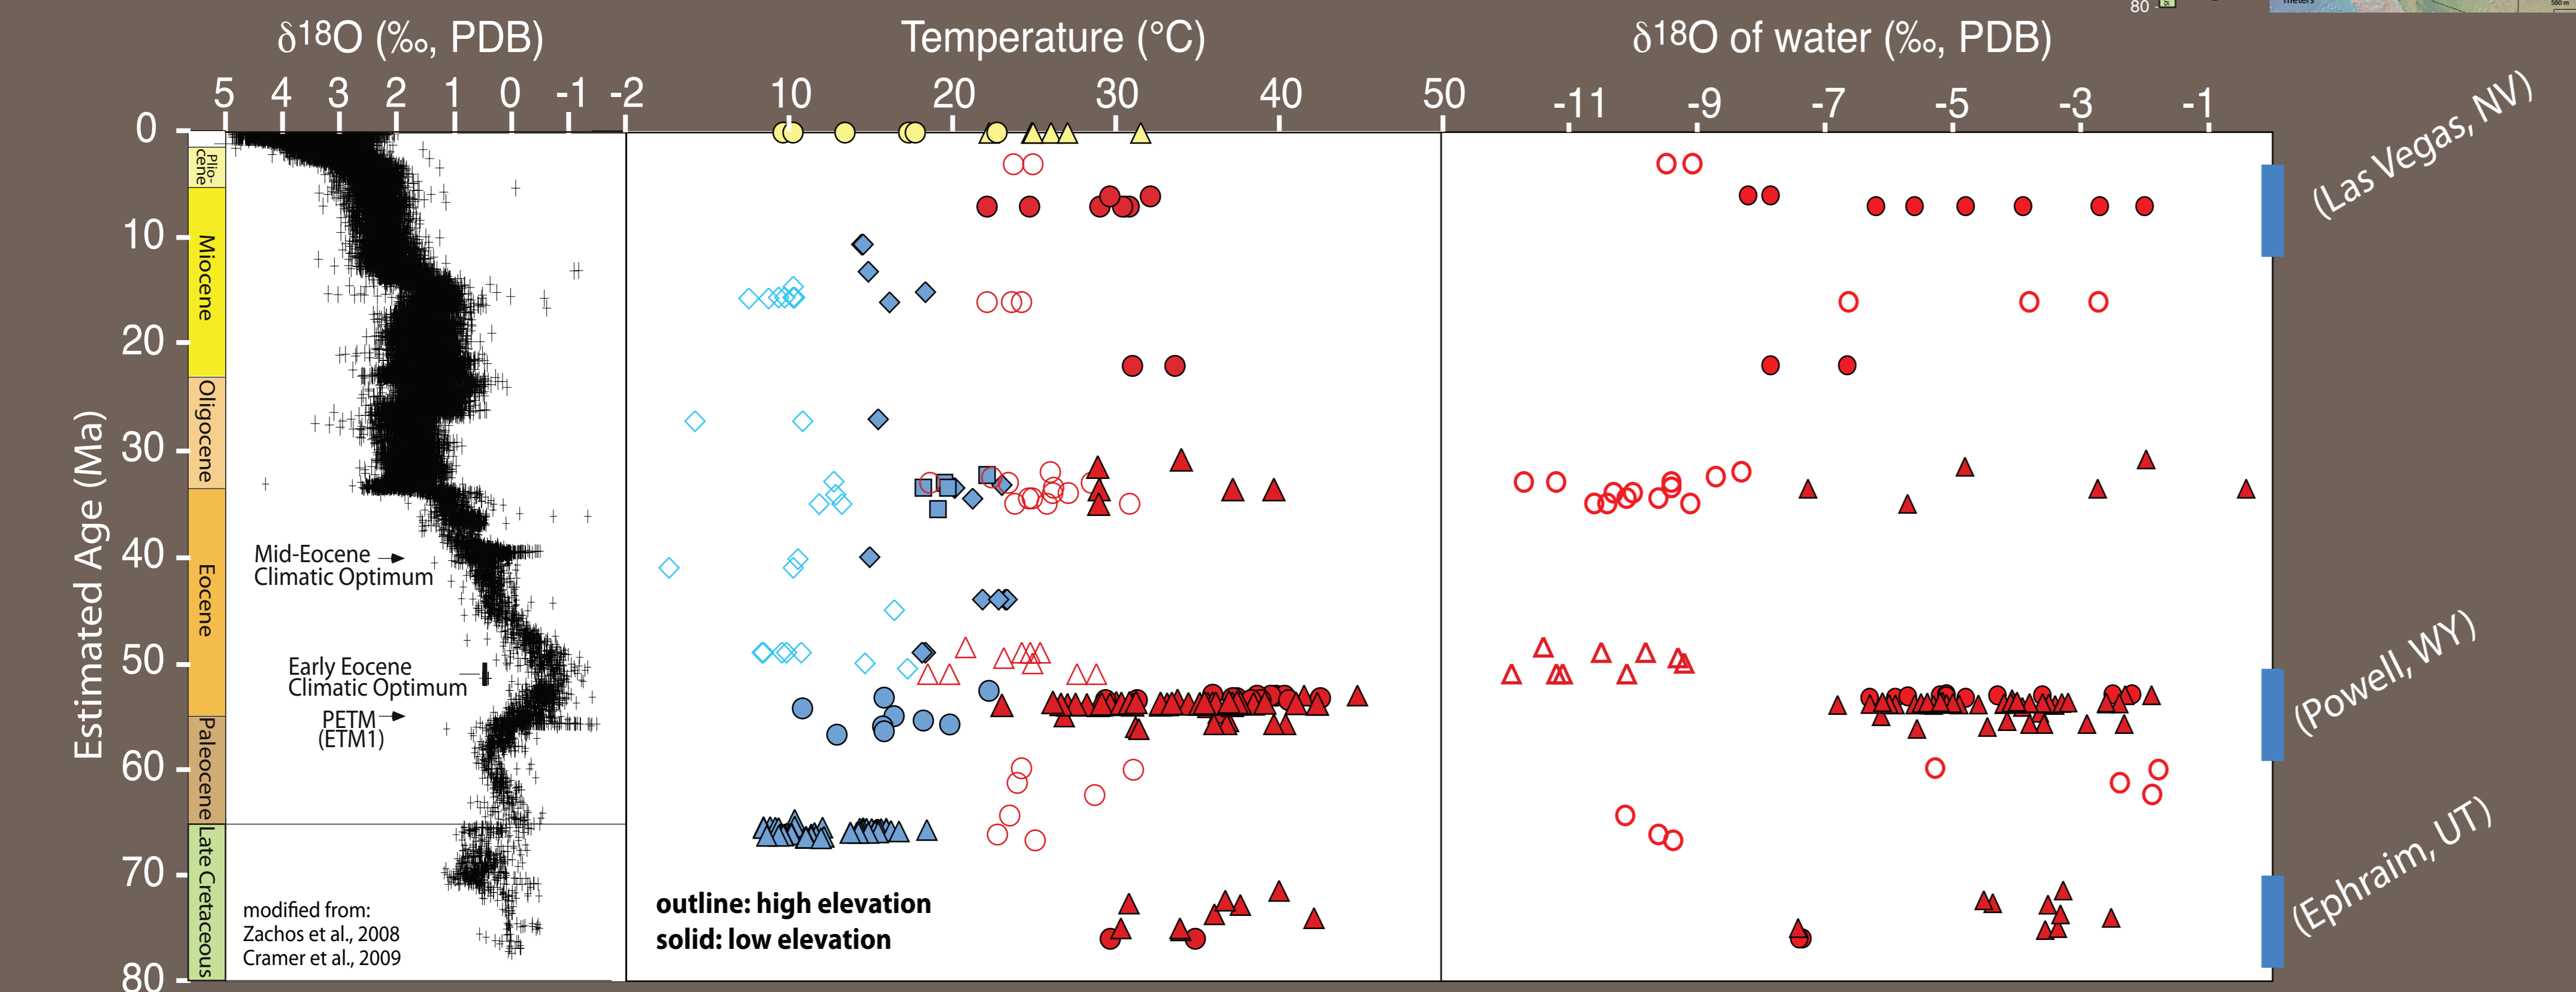 80
meters
500 m
δ18O (‰, PDB)
Temperature (°C)
δ18O of water (‰, PDB)
5 4 3 2 1 0 -1 -2
10 20 30 40 50
-11 -9 -7 -5 -3 -1
Estimated Age (Ma)
0
10
20
30
40
50
60
70
80
Plio-
cene
Miocene
Oligocene
Eocene
Paleocene
Late Cretaceous
Mid-Eocene
Climatic Optimum
Early Eocene
Climatic Optimum
PETM
(ETM1)
modified from:
Zachos et al., 2008
Cramer et al., 2009
outline: high elevation
solid: low elevation
(Las Vegas, NV)
(Powell, WY)
(Ephraim, UT)